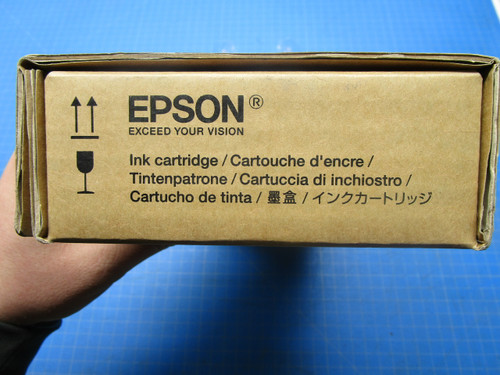 EPSON®
EXCEED YOUR VISION
Ink cartridge / Cartouche d'encre /
Tintenpatrone / Cartuccia di inchiostro /
Cartucho de tinta / 墨盒 / インクカートリッジ